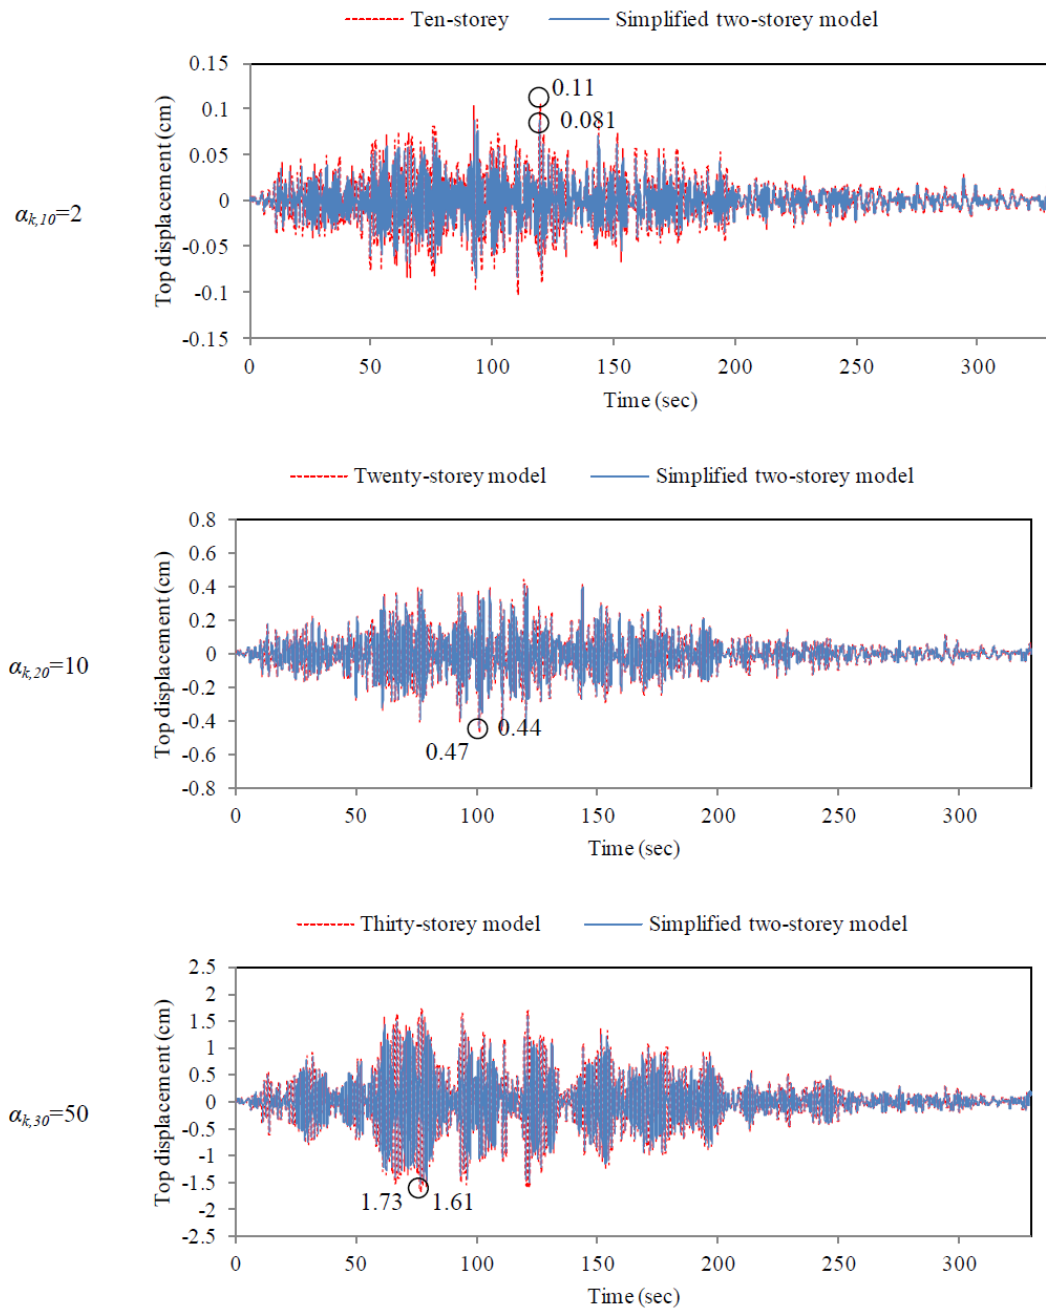 Ten-storey Simplified two-storey model
0.15
0.1
0.05
0
-0.05
-0.1
-0.15
Top displacement (cm)
0.11
0.081
αk,10=2
0 50 100 150 200 250 300
Time (sec)
Twenty-storey model Simplified two-storey model
0.8
0.6
0.4
0.2
0
-0.2
-0.4
-0.6
-0.8
Top displacement (cm)
0.44
0.47
αk,20=10
0 50 100 150 200 250 300
Time (sec)
Thirty-storey model Simplified two-storey model
2.5
2
1.5
1
0.5
0
-0.5
-1
-1.5
-2
-2.5
Top displacement (cm)
1.73 1.61
αk,30=50
0 50 100 150 200 250 300
Time (sec)